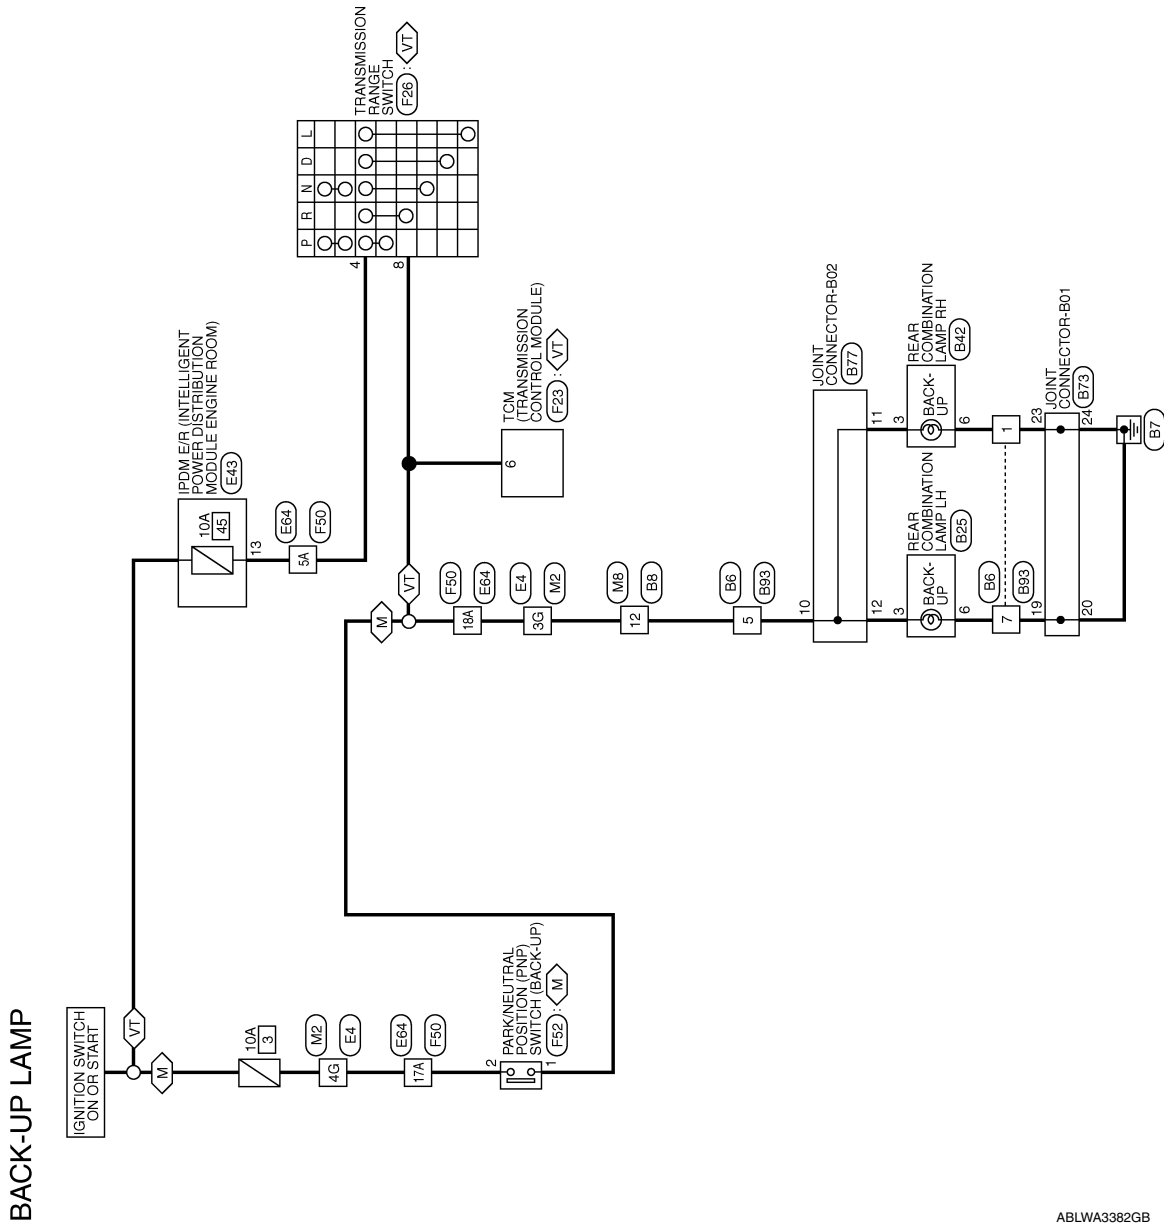 BACK-UP LAMP
IGNITION SWITCH
ON OR START
VT
M
10A
3
4G
M2
E4
17A
E64
F50
2
1
PARK/NEUTRAL
POSITION (PNP)
SWITCH (BACK-UP)
F52 : M
IPDM E/R (INTELLIGENT
POWER DISTRIBUTION
MODULE ENGINE ROOM)
E43
10A
45
13
5A
E64
F50
4
8
P R N D L
TRANSMISSION
RANGE
SWITCH
F26 : VT
6
TCM
(TRANSMISSION
CONTROL MODULE)
F23 : VT
M
VT
18A
F50
E64
3G
E4
M2
12
M8
B8
5
B6
B93
10
JOINT
CONNECTOR-B02
B77
12
11
3
BACK-
UP
6
REAR
COMBINATION
LAMP LH
B25
3
BACK-
UP
6
REAR
COMBINATION
LAMP RH
B42
7
B6
B93
1
19
23
JOINT
CONNECTOR-B01
B73
20
24
B7
ABLWA3382GB